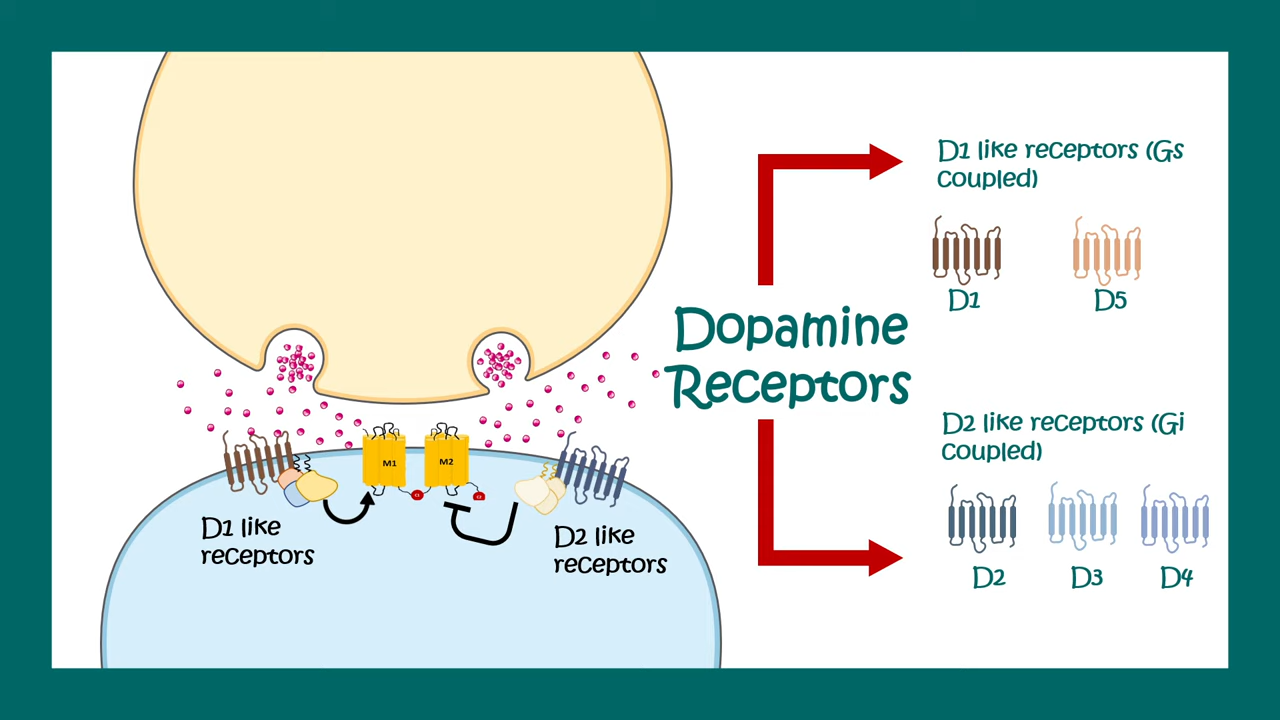 D1 like receptors (Gs
coupled)
D1
D5
Dopamine
Receptors
D2 like receptors (Gi
coupled)
D2
D3
D4
M1
M2
D1 like
receptors
D2 like
receptors